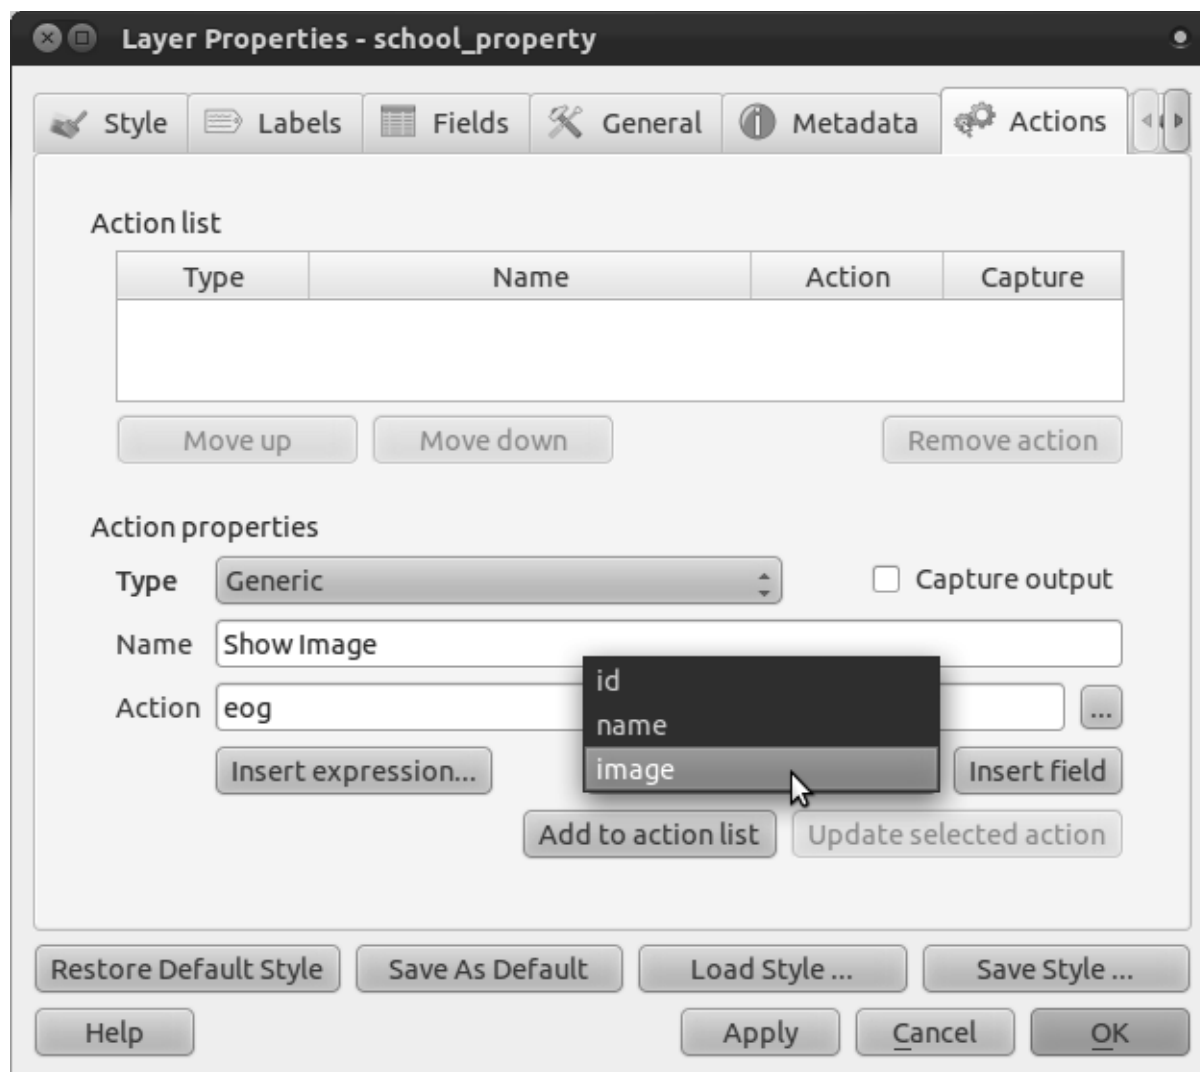 Layer Properties - school_property
Style Labels Fields General Metadata Actions
Action list
Type Name Action Capture
Move up Move down Remove action
Action properties
Type Generic Capture output
Name Show Image
id
Action eog ...
name
Insert expression... image Insert field
Add to action list Update selected action
Restore Default Style Save As Default Load Style ... Save Style ...
Help Apply Cancel OK